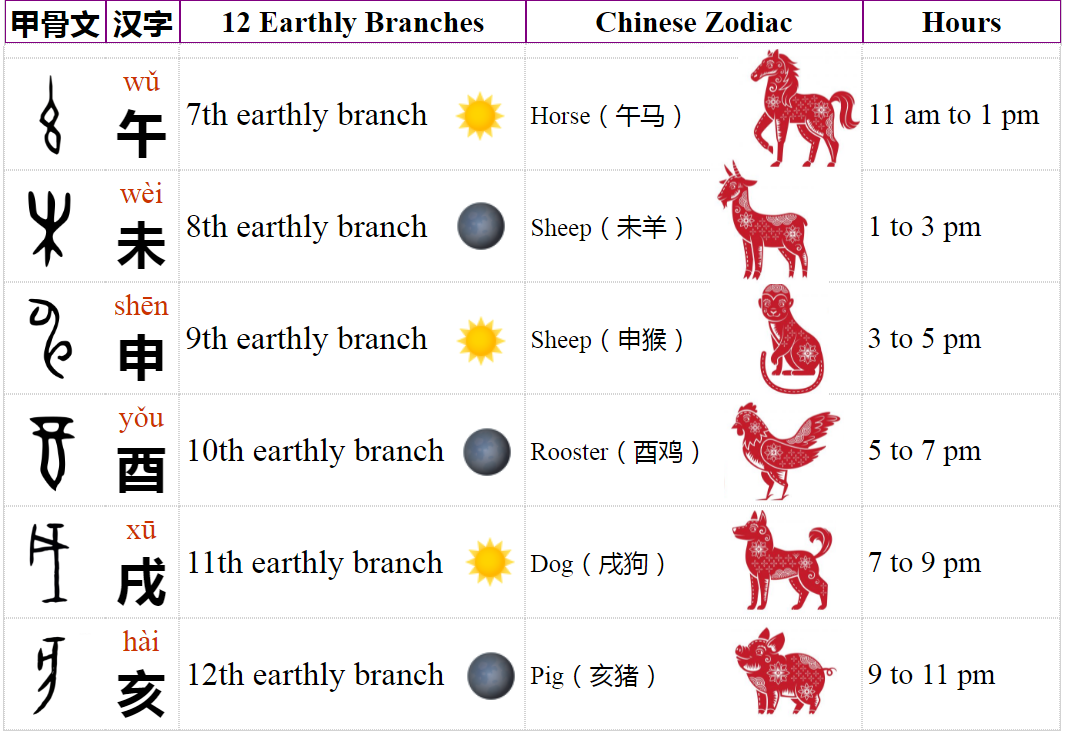 甲骨文 汉字 12 Earthly Branches Chinese Zodiac Hours
wǔ
午 7th earthly branch Horse（午马） 11 am to 1 pm
wèi
未 8th earthly branch Sheep（未羊） 1 to 3 pm
shēn
申 9th earthly branch Sheep（申猴） 3 to 5 pm
yǒu
酉 10th earthly branch Rooster（酉鸡） 5 to 7 pm
xū
戌 11th earthly branch Dog（戌狗） 7 to 9 pm
hài
亥 12th earthly branch Pig（亥猪） 9 to 11 pm